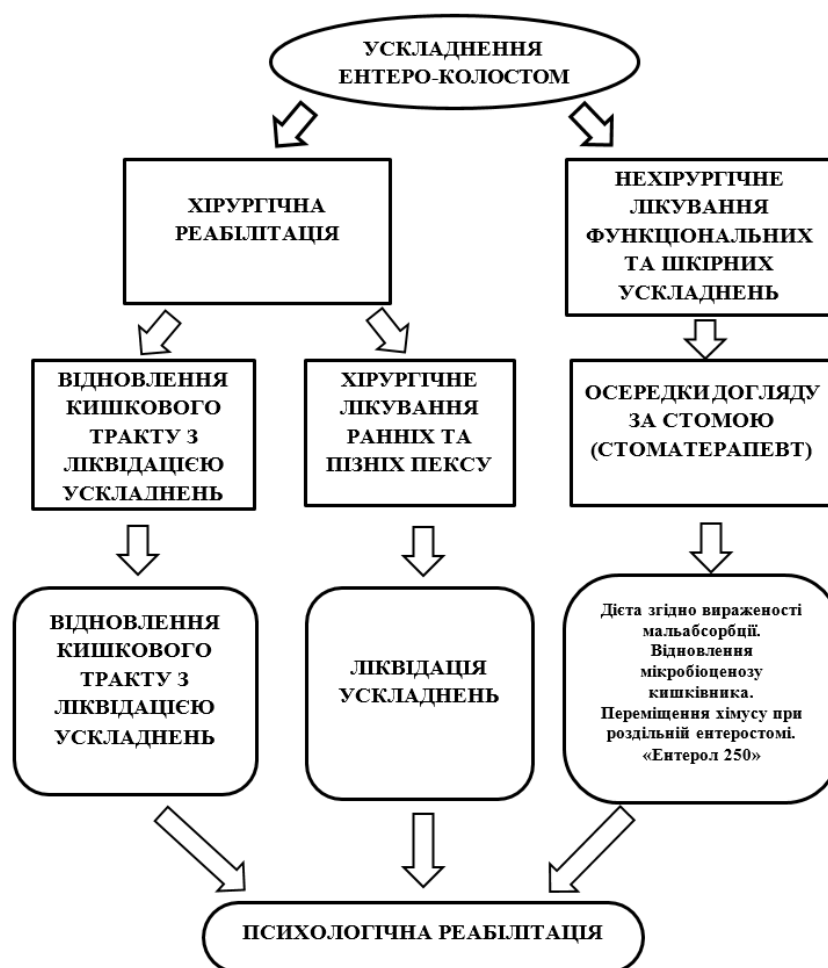 УСКЛАДНЕННЯ
ЕНТЕРО-КОЛОСТОМ
ХІРУРГІЧНА
РЕАБІЛІТАЦІЯ
НЕХІРУРГІЧНЕ
ЛІКУВАННЯ
ФУНКЦІОНАЛЬНИХ
ТА ШКІРНИХ
УСКЛАДНЕНЬ
ВІДНОВЛЕННЯ
КИШКОВОГО
ТРАКТУ З
ЛІКВІДАЦІЄЮ
УСКЛАДНЕНЬ
ХІРУРГІЧНЕ
ЛІКУВАННЯ
РАННІХ ТА
ПІЗНІХ ПЕКСУ
ОСЕРЕДКИ ДОГЛЯДУ
ЗА СТОМОЮ
(СТОМАТЕРАПЕВТ)
ВІДНОВЛЕННЯ
КИШКОВОГО
ТРАКТУ З
ЛІКВІДАЦІЄЮ
УСКЛАДНЕНЬ
ЛІКВІДАЦІЯ
УСКЛАДНЕНЬ
Дієта згідно вираженості
мальабсорбції.
Відновлення
мікробіоценозу
кишківника.
Переміщення хімусу при
роздільній ентеростомі.
«Ентерол 250»
ПСИХОЛОГІЧНА РЕАБІЛІТАЦІЯ